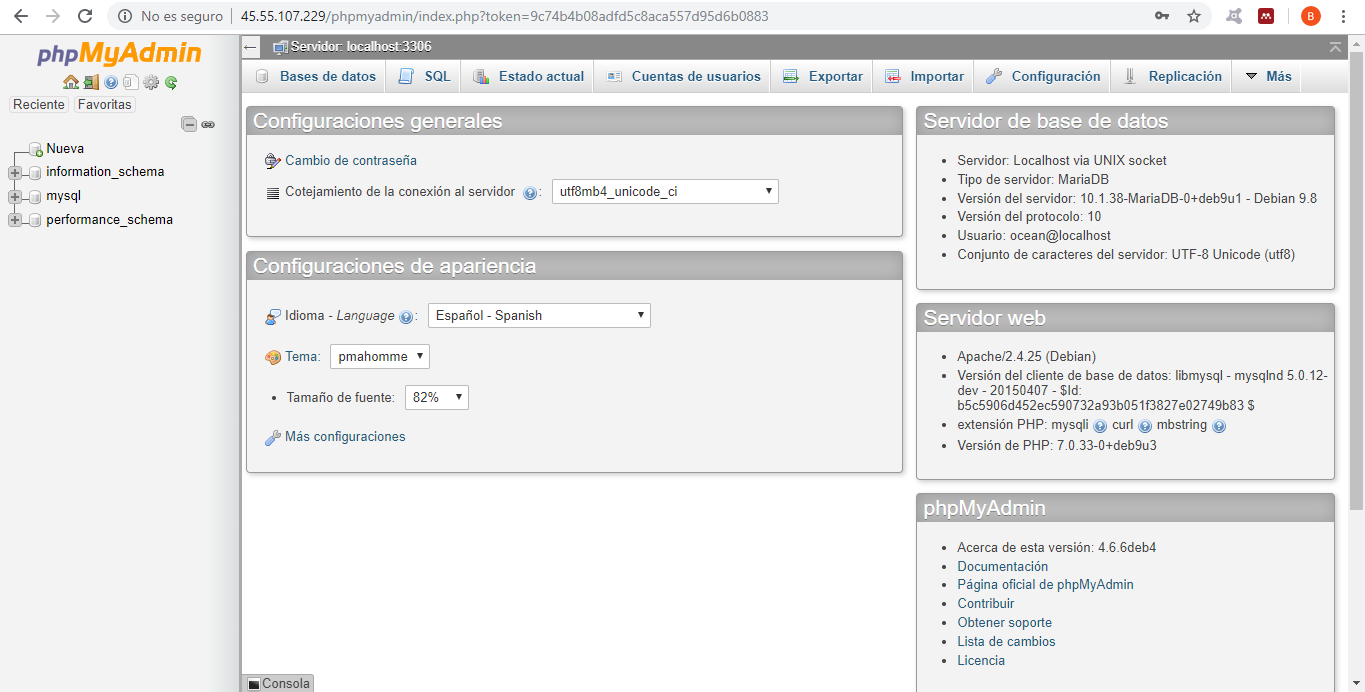 No es seguro
45.55.107.229/phpmyadmin/index.php?token=9c74b4b08adfd5c8aca557d95d6b0883
B
phpMyAdmin
Reciente
Favoritas
Nueva
information_schema
mysql
performance_schema
Servidor: localhost:3306
Bases de datos
SQL
Estado actual
Cuentas de usuarios
Exportar
Importar
Configuración
Replicación
Más
Configuraciones generales
Cambio de contraseña
Cotejamiento de la conexión al servidor :
utf8mb4_unicode_ci
Configuraciones de apariencia
Idioma - Language :
Español - Spanish
Tema:
pmahomme
Tamaño de fuente:
82%
Más configuraciones
Servidor de base de datos
Servidor: Localhost via UNIX socket
Tipo de servidor: MariaDB
Versión del servidor: 10.1.38-MariaDB-0+deb9u1 - Debian 9.8
Versión del protocolo: 10
Usuario: ocean@localhost
Conjunto de caracteres del servidor: UTF-8 Unicode (utf8)
Servidor web
Apache/2.4.25 (Debian)
Versión del cliente de base de datos: libmysql - mysqlnd 5.0.12-
dev - 20150407 - $Id:
b5c5906d452ec590732a93b051f3827e02749b83 $
extensión PHP: mysqli curl mbstring
Versión de PHP: 7.0.33-0+deb9u3
phpMyAdmin
Acerca de esta versión: 4.6.6deb4
Documentación
Página oficial de phpMyAdmin
Contribuir
Obtener soporte
Lista de cambios
Licencia
Consola